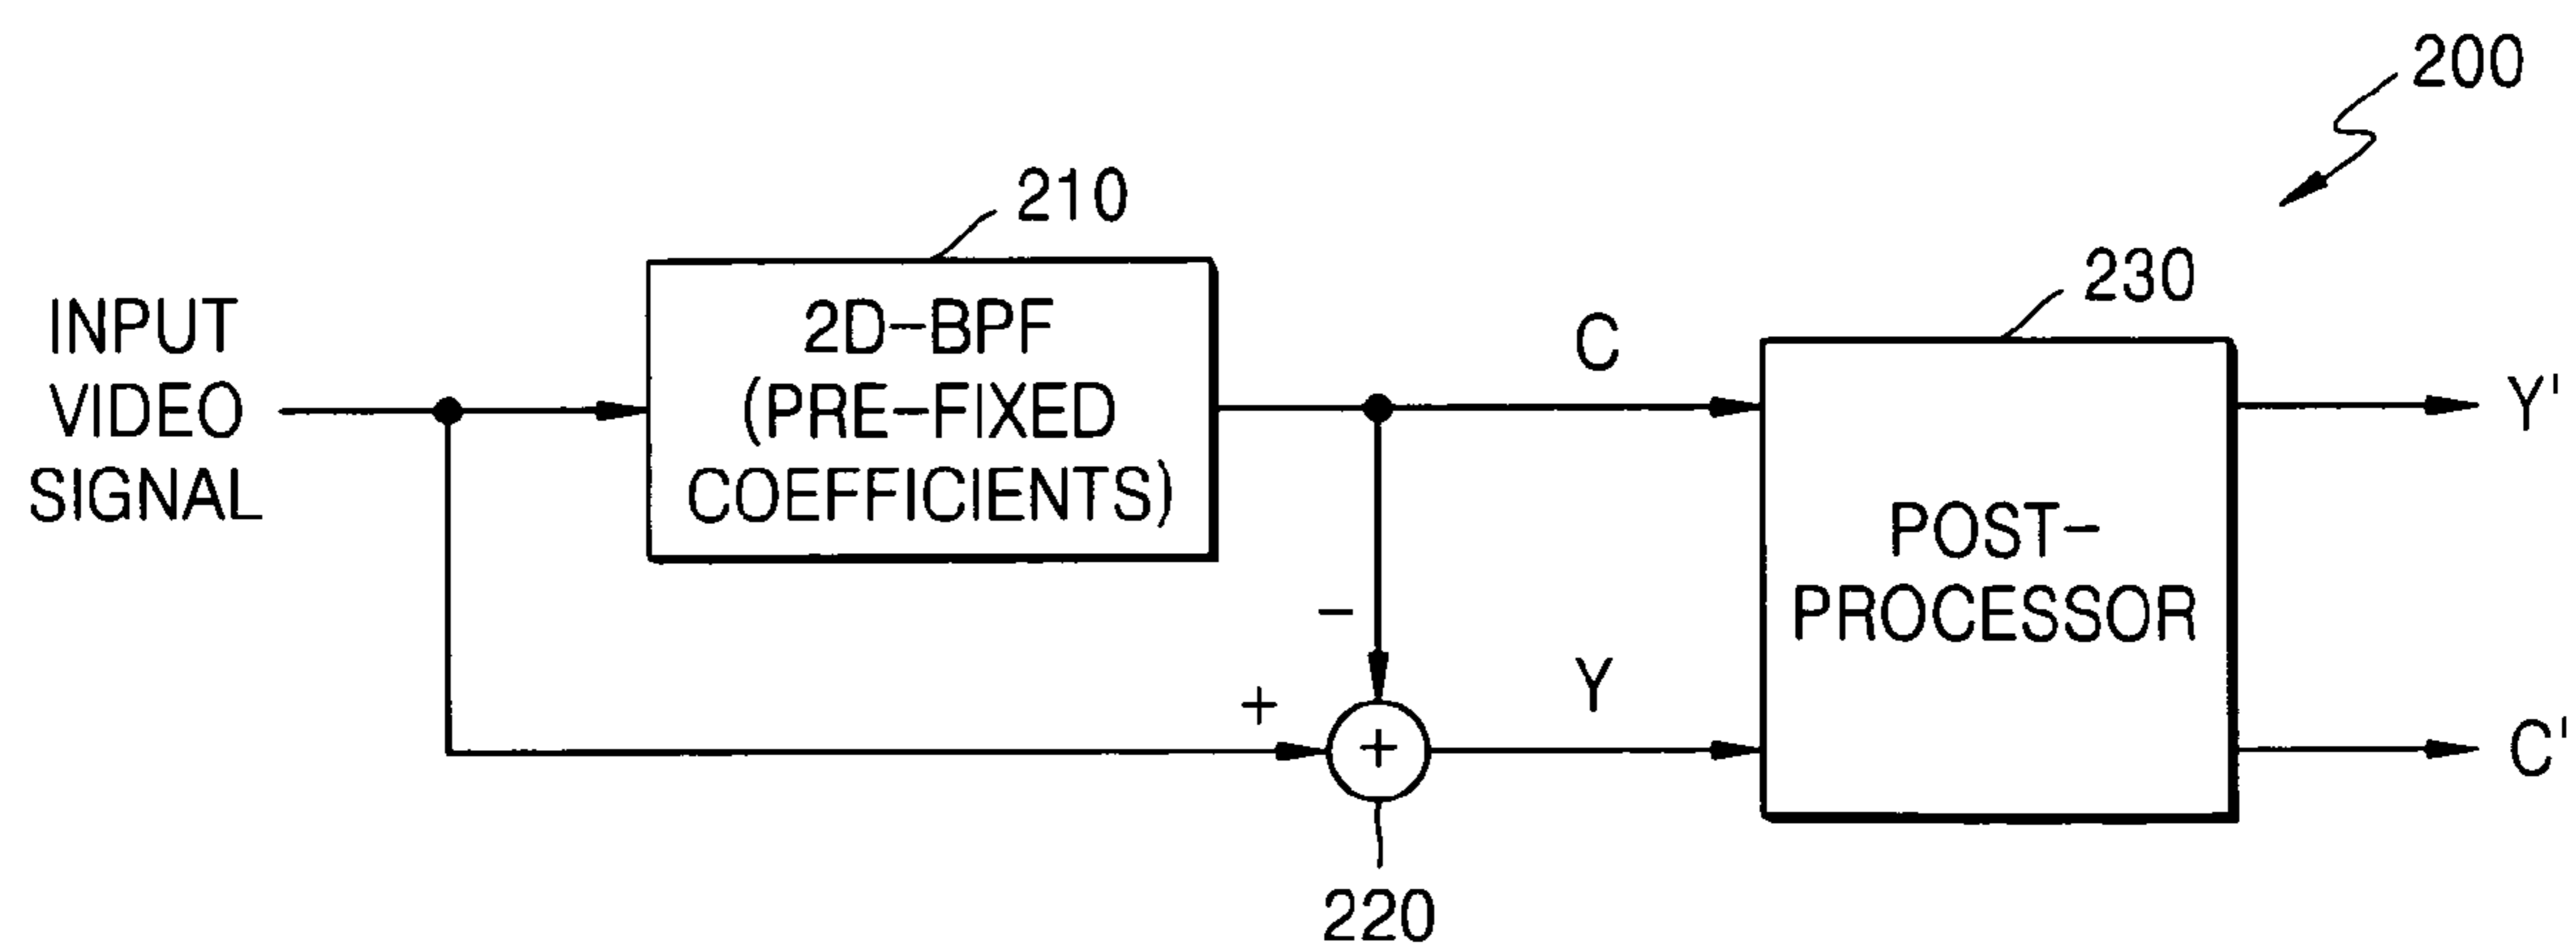 200
210
230
INPUT
VIDEO
SIGNAL
2D-BPF
(PRE-FIXED
COEFFICIENTS)
C
Y'
POST-
PROCESSOR
-
+
Y
+
C'
220